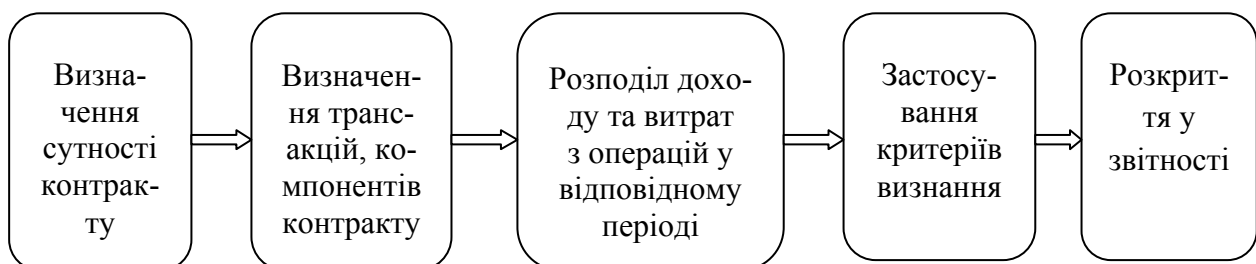 Визна-
чення
сутності
контрак-
ту
Визначен-
ня транс-
акцій, ко-
мпонентів
контракту
Розподіл дохо-
ду та витрат
з операцій у
відповідному
періоді
Застосу-
вання
критеріїв
визнання
Розкрит-
тя у
звітності